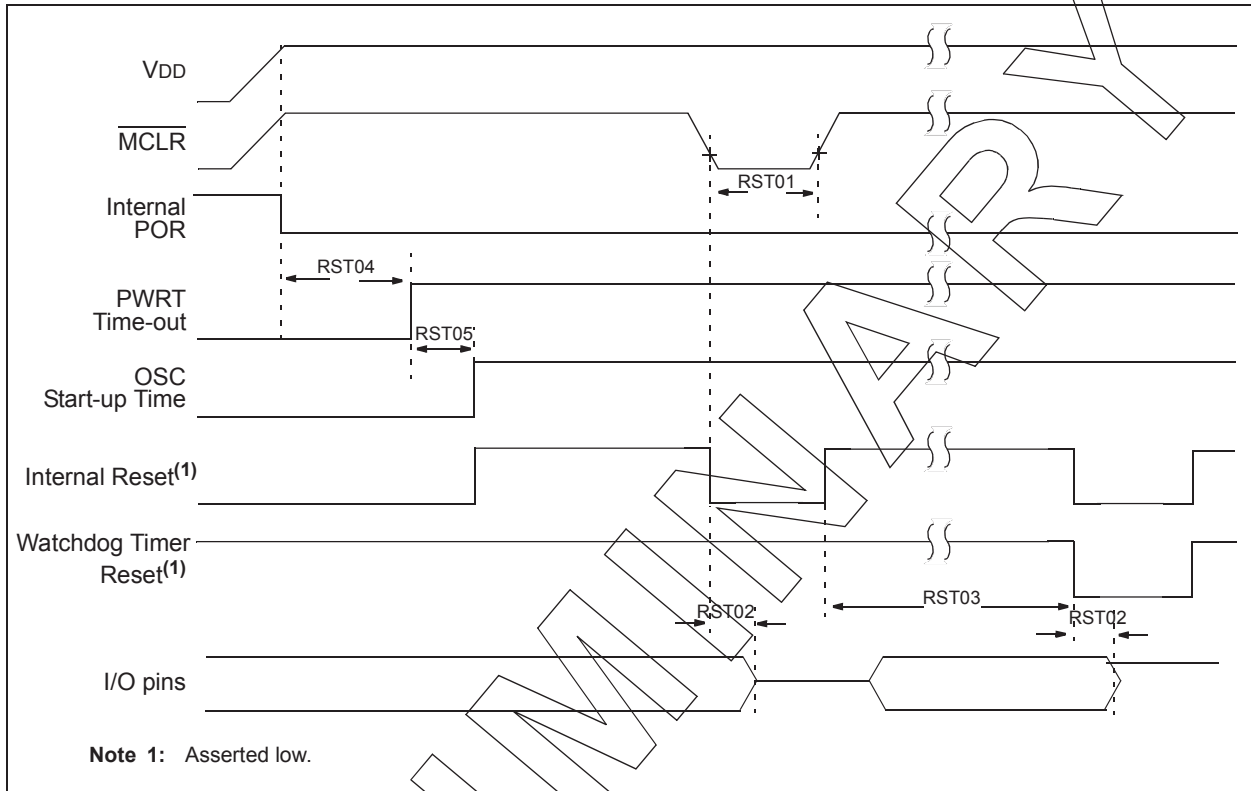 VDD
MCLR
RST01
Internal
POR
RST04
PWRT
Time-out
RST05
OSC
Start-up Time
Internal Reset(1)
Watchdog Timer
Reset(1)
RST03
RST02
RST02
I/O pins
Note 1: Asserted low.
IMINARY